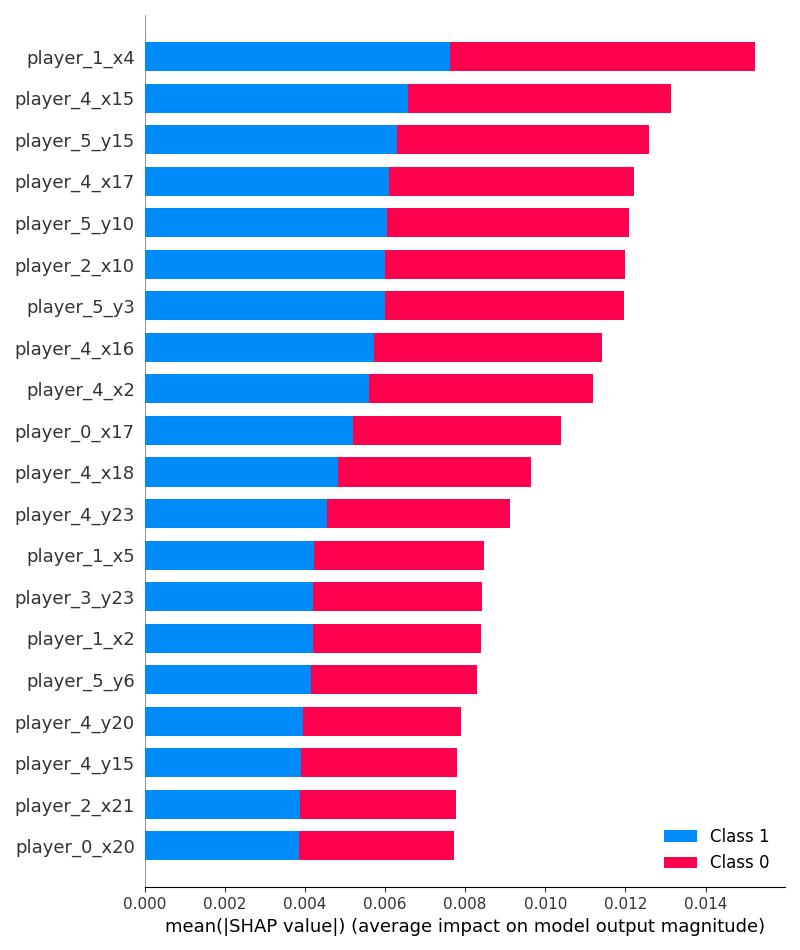 player_1_x4
player_4_x15
player_5_y15
player_4_x17
player_5_y10
player_2_x10
player_5_y3
player_4_x16
player_4_x2
player_0_x17
player_4_x18
player_4_y23
player_1_x5
player_3_y23
player_1_x2
player_5_y6
player_4_y20
player_4_y15
player_2_x21
player_0_x20
Class 1
Class 0
0.000 0.002 0.004 0.006 0.008 0.010 0.012 0.014
mean(|SHAP value|) (average impact on model output magnitude)